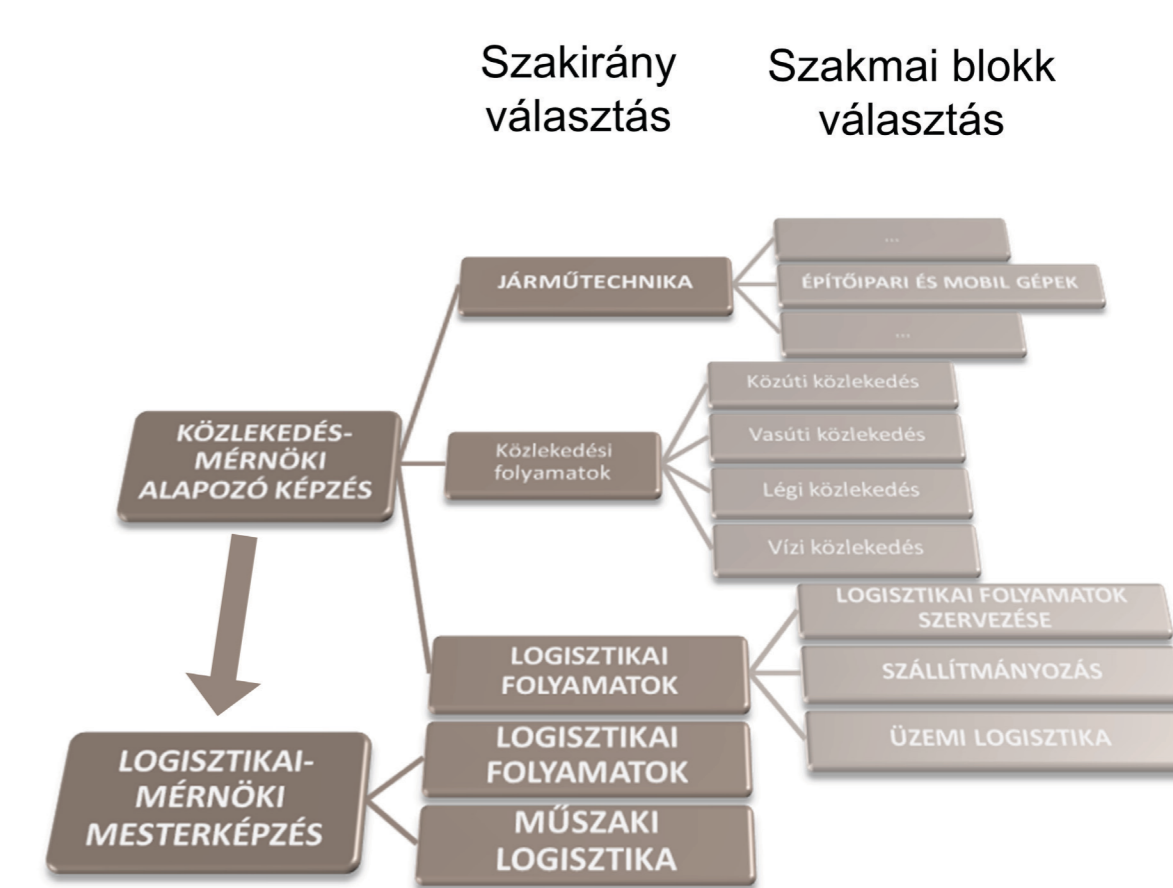 Szakirány
választás
Szakmai blokk
választás
...
JÁRMŰTECHNIKA
ÉPÍTŐIPARI ÉS MOBIL GÉPEK
...
KÖZLEKEDÉS-
MÉRNÖKI
ALAPOZÓ KÉPZÉS
Közlekedési
folyamatok
Közúti közlekedés
Vasúti közlekedés
Légi közlekedés
Vízi közlekedés
LOGISZTIKAI
FOLYAMATOK
LOGISZTIKAI FOLYAMATOK
SZERVEZÉSE
SZÁLLÍTMÁNYOZÁS
ÜZEMI LOGISZTIKA
LOGISZTIKAI-
MÉRNÖKI
MESTERKÉPZÉS
LOGISZTIKAI
FOLYAMATOK
MŰSZAKI
LOGISZTIKA